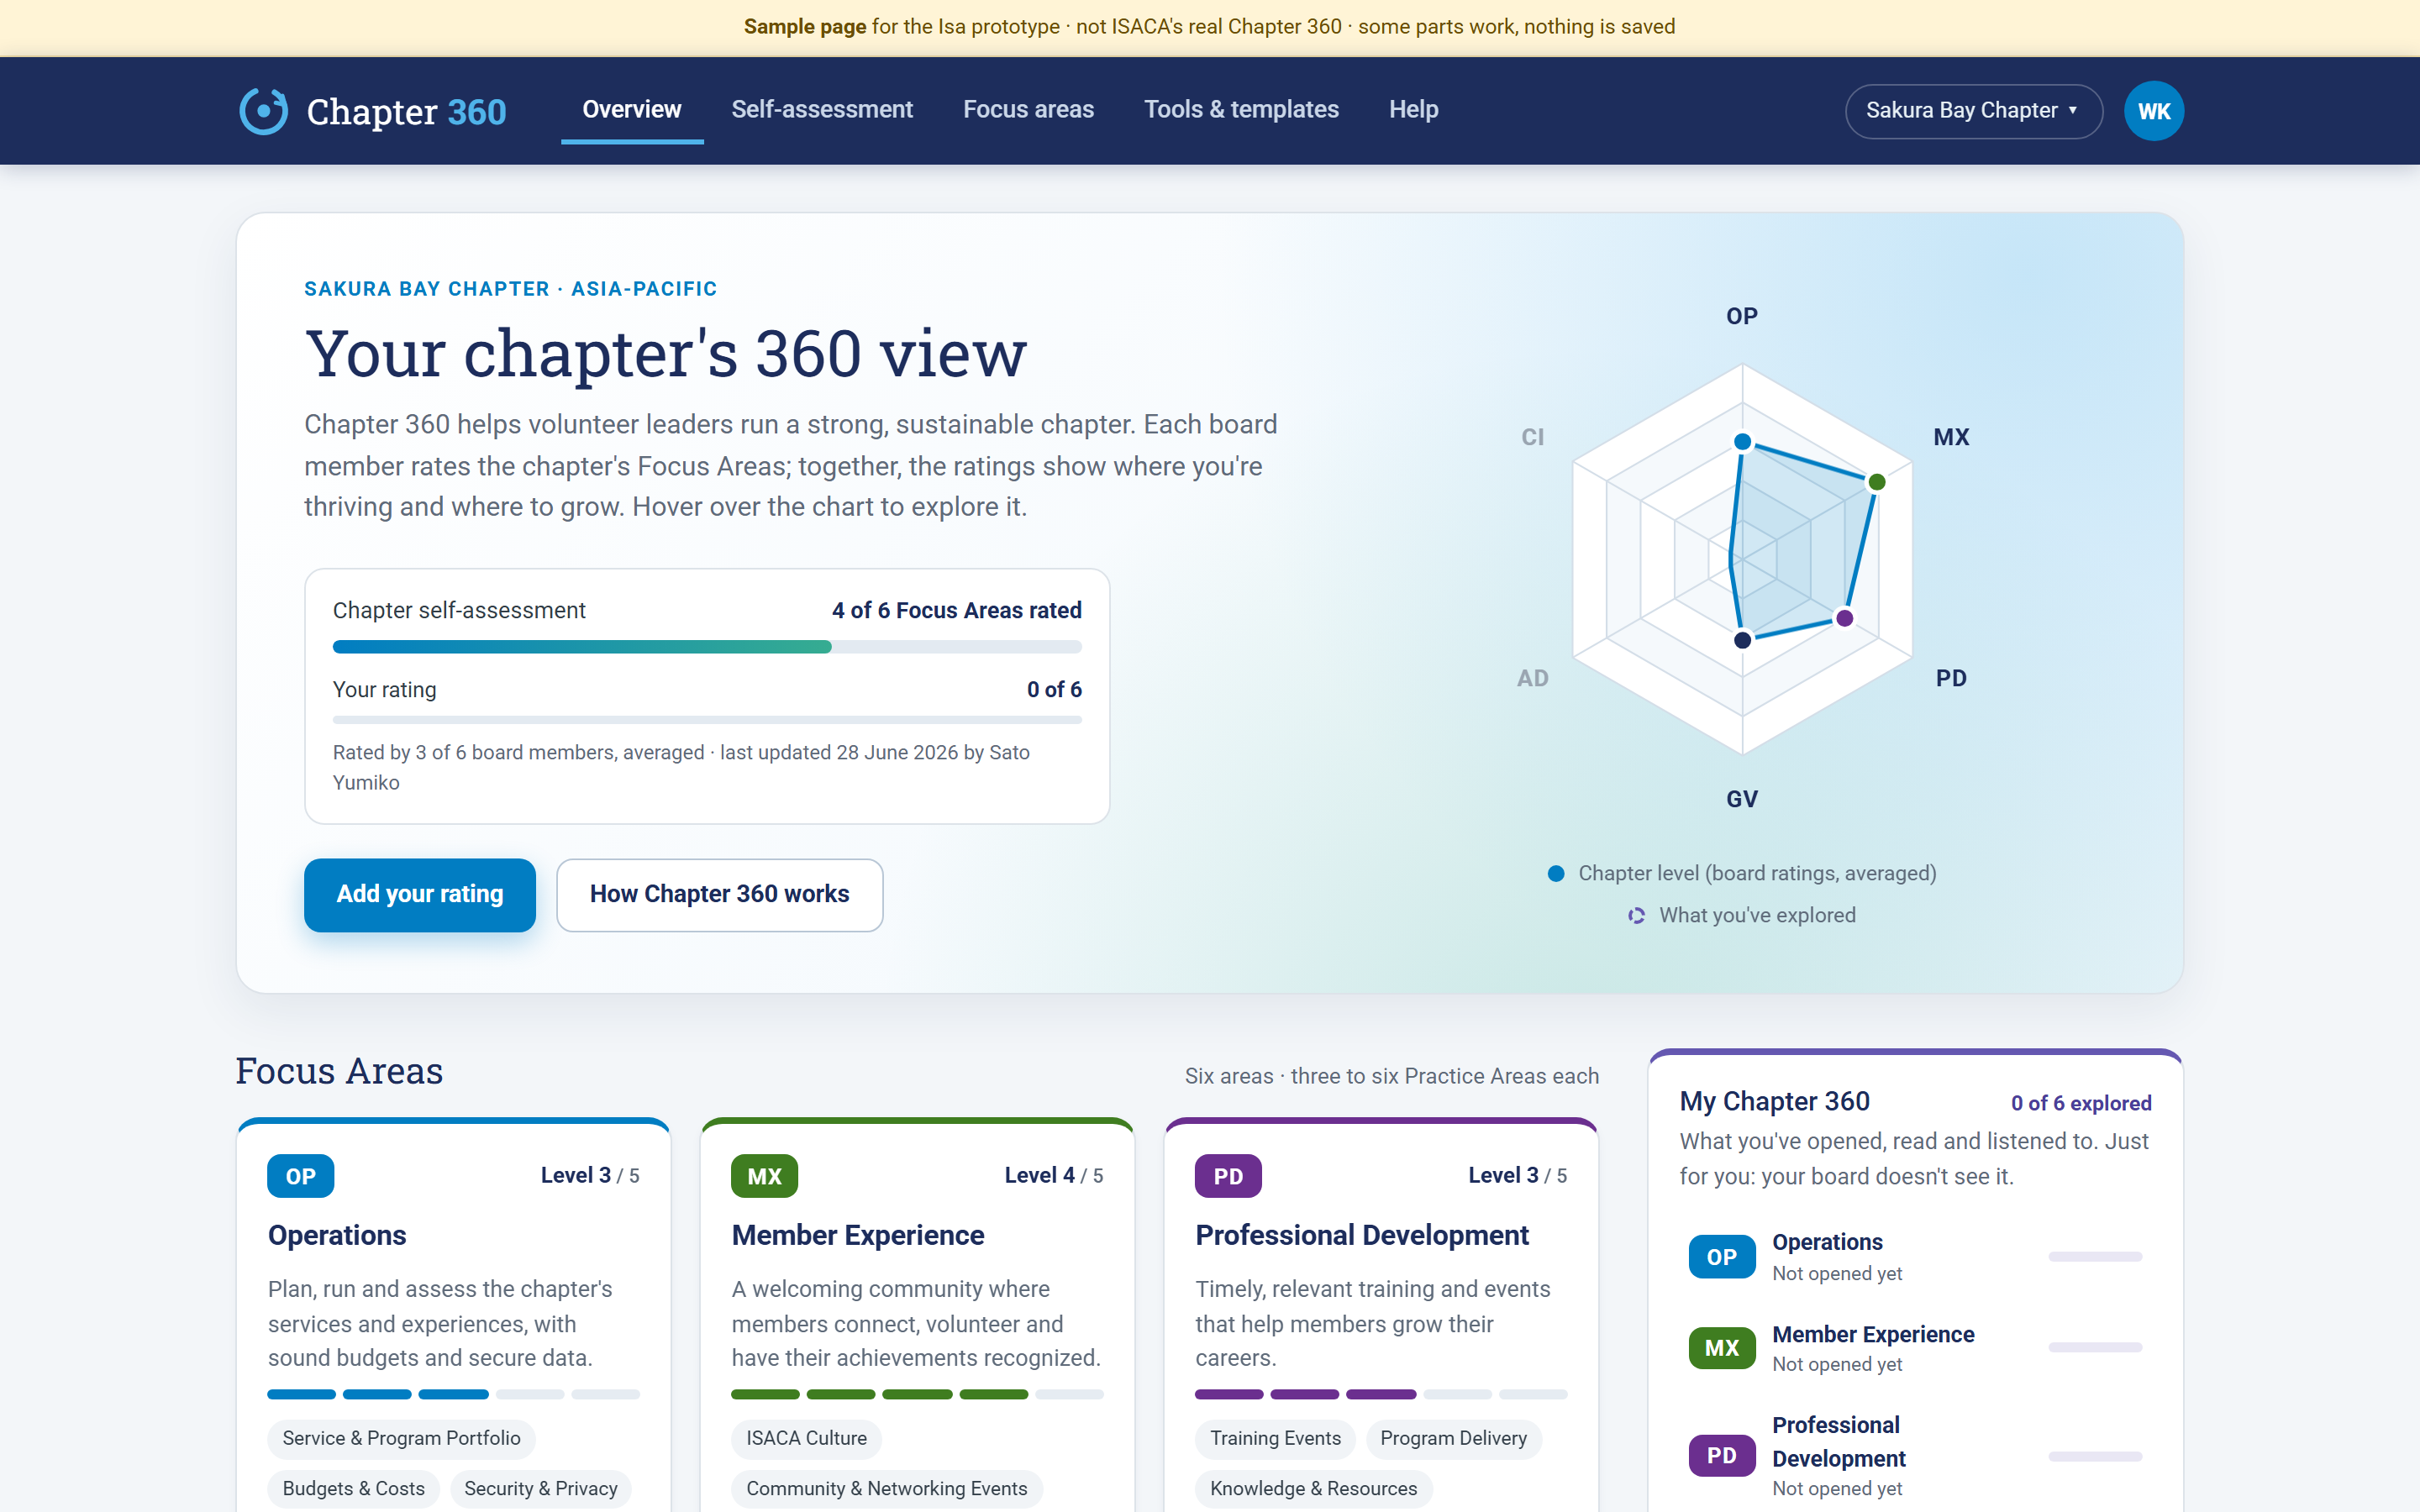 Sample page for the Isa prototype · not ISACA's real Chapter 360 · some parts work, nothing is saved
Chapter 360
Overview
Self-assessment
Focus areas
Tools & templates
Help
Sakura Bay Chapter ▼
WK
SAKURA BAY CHAPTER · ASIA-PACIFIC
Your chapter's 360 view
Chapter 360 helps volunteer leaders run a strong, sustainable chapter. Each board
member rates the chapter's Focus Areas; together, the ratings show where you're
thriving and where to grow. Hover over the chart to explore it.
Chapter self-assessment
4 of 6 Focus Areas rated
Your rating
0 of 6
Rated by 3 of 6 board members, averaged · last updated 28 June 2026 by Sato
Yumiko
Add your rating
How Chapter 360 works
OP
CI
MX
AD
PD
GV
Chapter level (board ratings, averaged)
What you've explored
Focus Areas
Six areas · three to six Practice Areas each
OP
Level 3 / 5
Operations
Plan, run and assess the chapter's
services and experiences, with
sound budgets and secure data.
Service & Program Portfolio
Budgets & Costs
Security & Privacy
MX
Level 4 / 5
Member Experience
A welcoming community where
members connect, volunteer and
have their achievements recognized.
ISACA Culture
Community & Networking Events
PD
Level 3 / 5
Professional Development
Timely, relevant training and events
that help members grow their
careers.
Training Events
Program Delivery
Knowledge & Resources
My Chapter 360
0 of 6 explored
What you've opened, read and listened to. Just
for you: your board doesn't see it.
OP
Operations
Not opened yet
MX
Member Experience
Not opened yet
PD
Professional
Development
Not opened yet